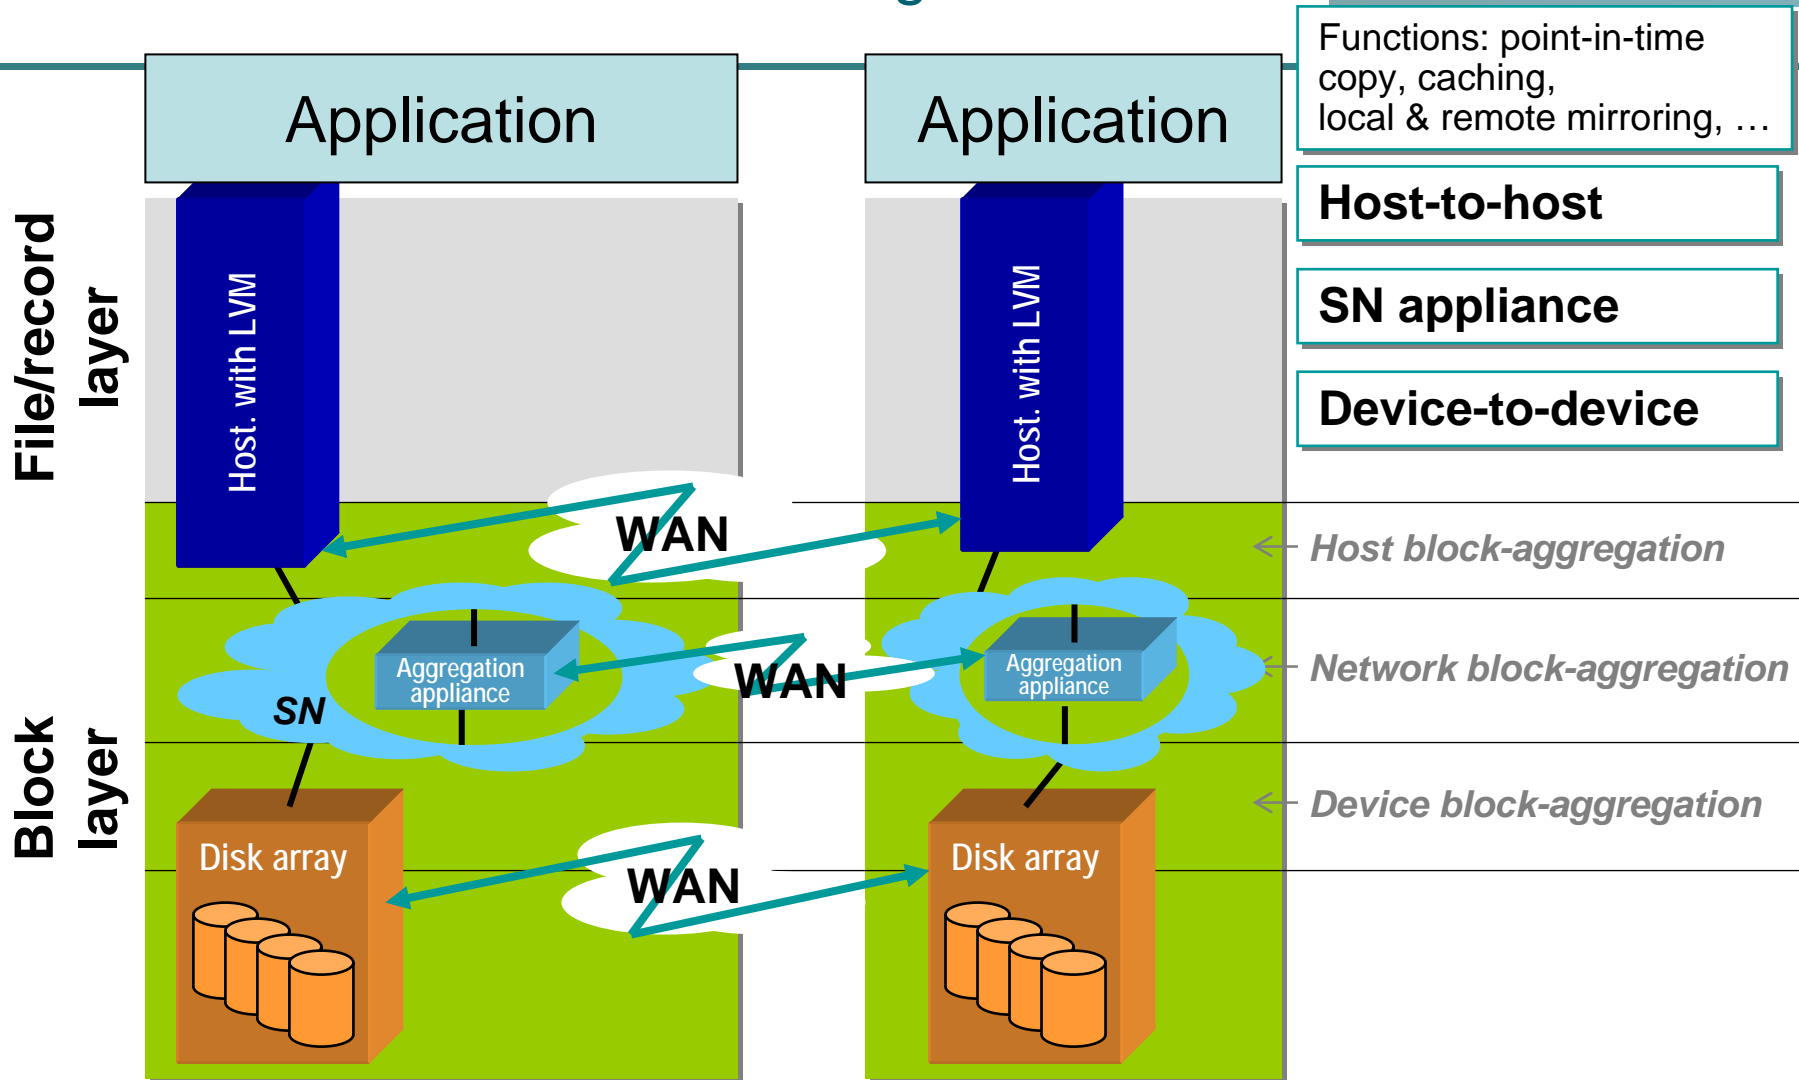 Functions: point-in-time
copy, caching,
local & remote mirroring, …
Application
Application
Host-to-host
SN appliance
Device-to-device
File/record
layer
Host. with LVM
Host. with LVM
WAN
Host block-aggregation
Aggregation
appliance
SN
WAN
Aggregation
appliance
Network block-aggregation
Block
layer
Device block-aggregation
Disk array
WAN
Disk array